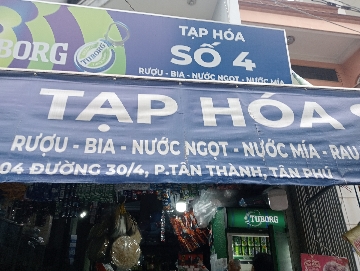 TUBORG
TUBORG
TẠP HÓA
SỐ 4
RƯỢU - BIA - NƯỚC NGỌT - NƯỚC MÍA
TẠP HÓA
RƯỢU - BIA - NƯỚC NGỌT - NƯỚC MÍA - RAU
04 ĐƯỜNG 30/4, P.TÂN THÀNH, TÂN PHÚ
TUBORG